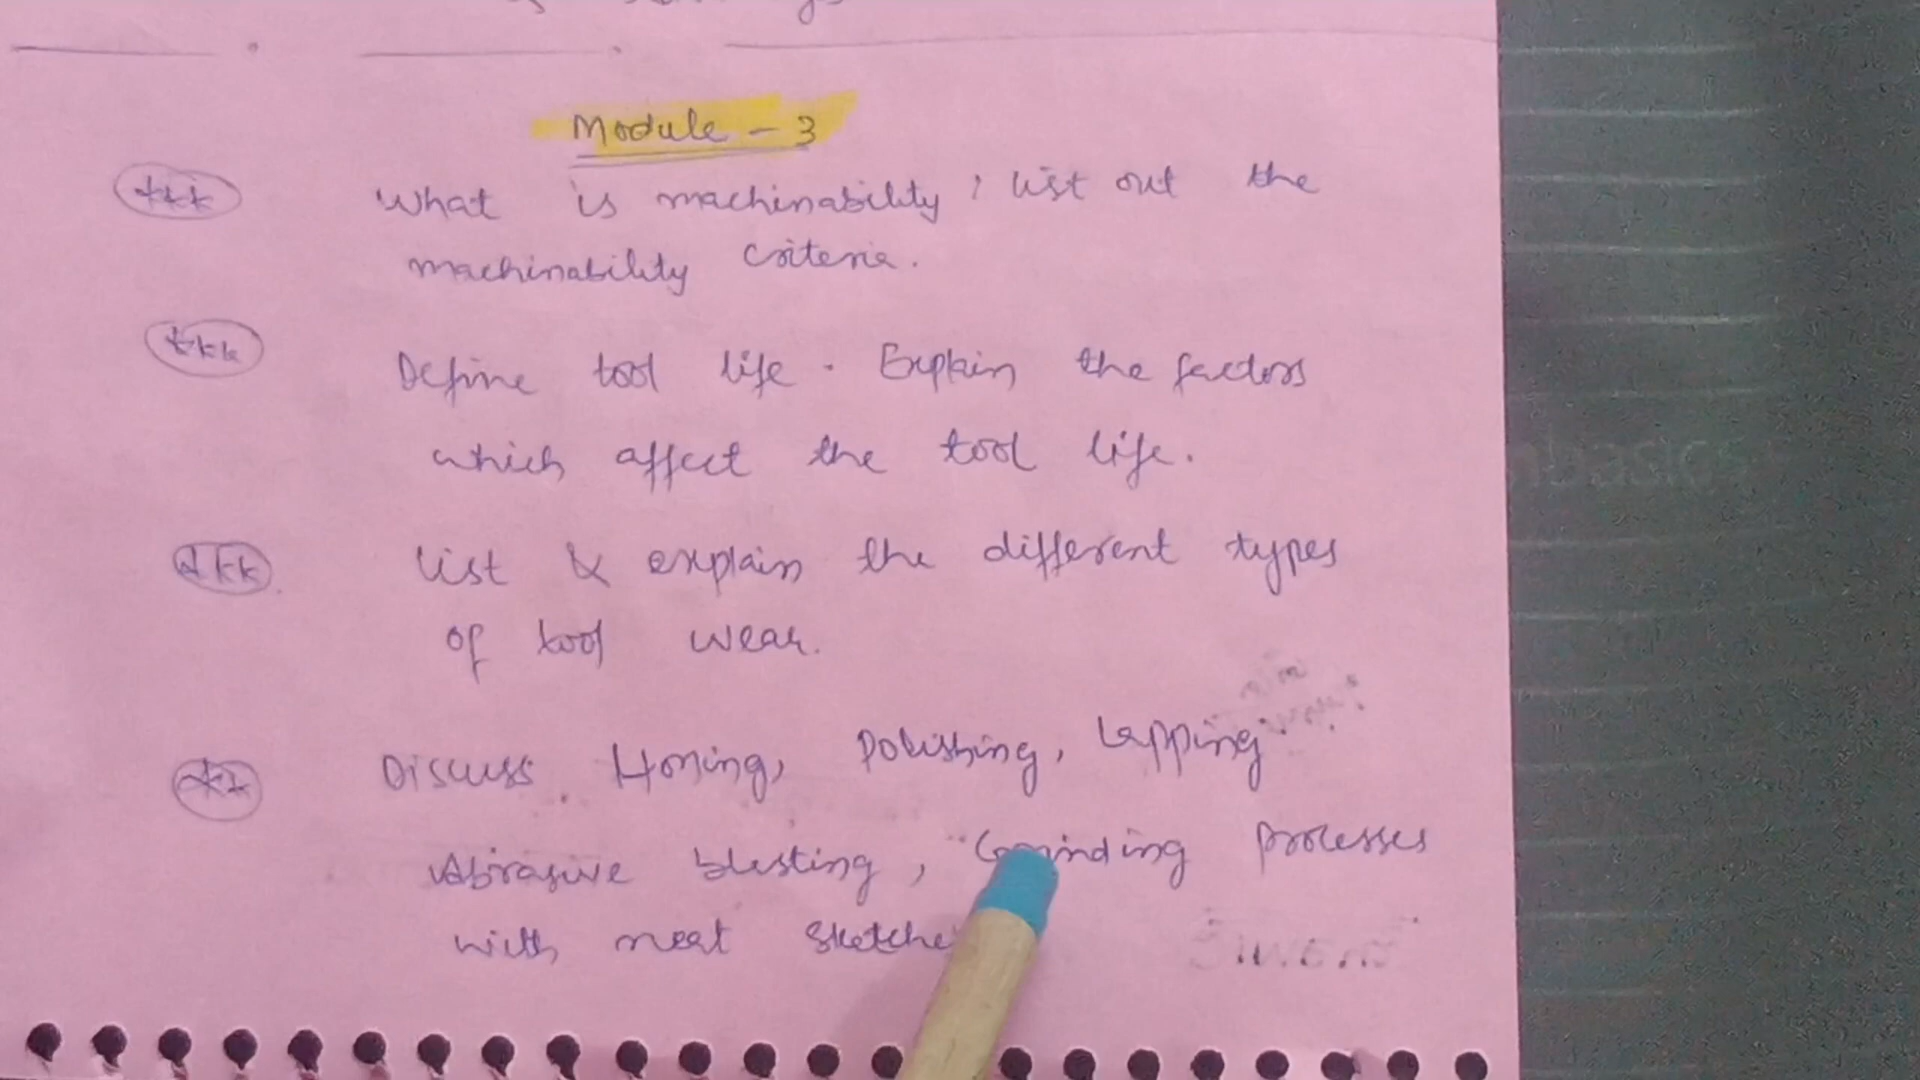 Module - 3
*** What is machinability? List out the
machinability criteria.
*** Define tool life. Explain the factors
which affect the tool life.
*** List & explain the different types
of tool wear.
** Discuss Honing, Polishing, Lapping
Abrasive blasting, Grinding processes
with neat sketche